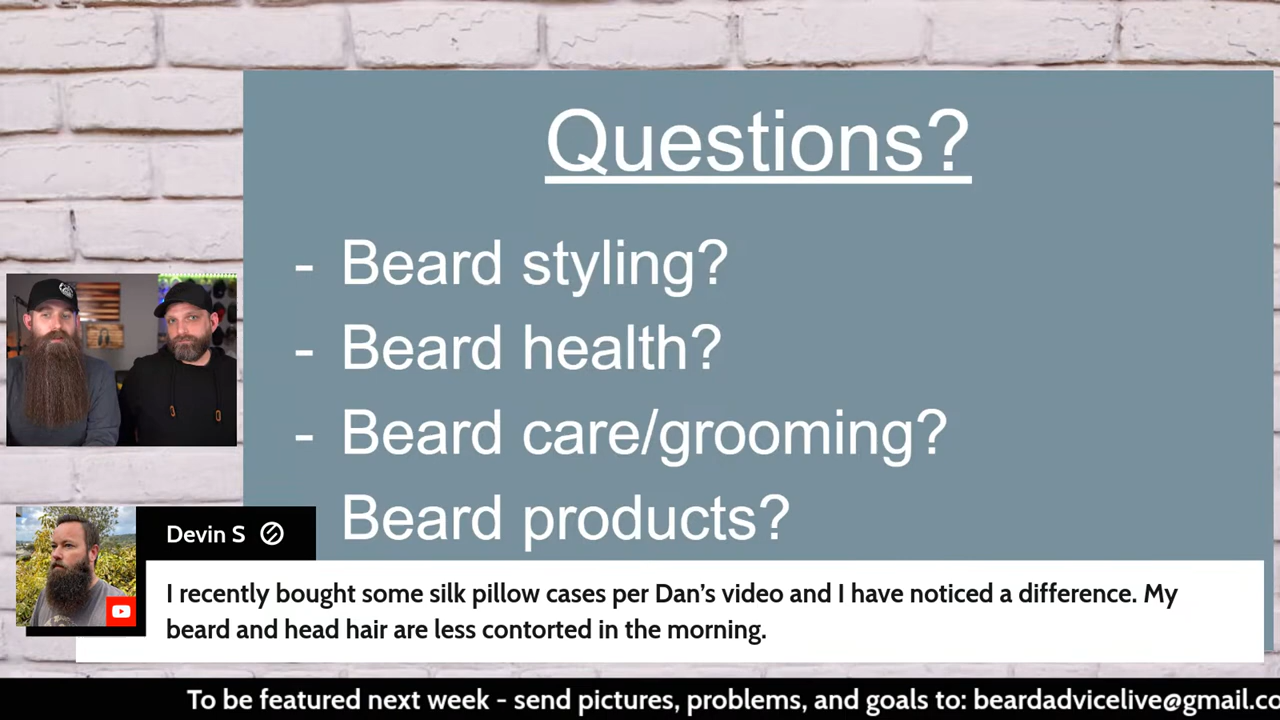 Questions?
- Beard styling?
- Beard health?
- Beard care/grooming?
Beard products?
Devin S
I recently bought some silk pillow cases per Dan's video and I have noticed a difference. My
beard and head hair are less contorted in the morning.
To be featured next week - send pictures, problems, and goals to: beardadvicelive@gmail.co